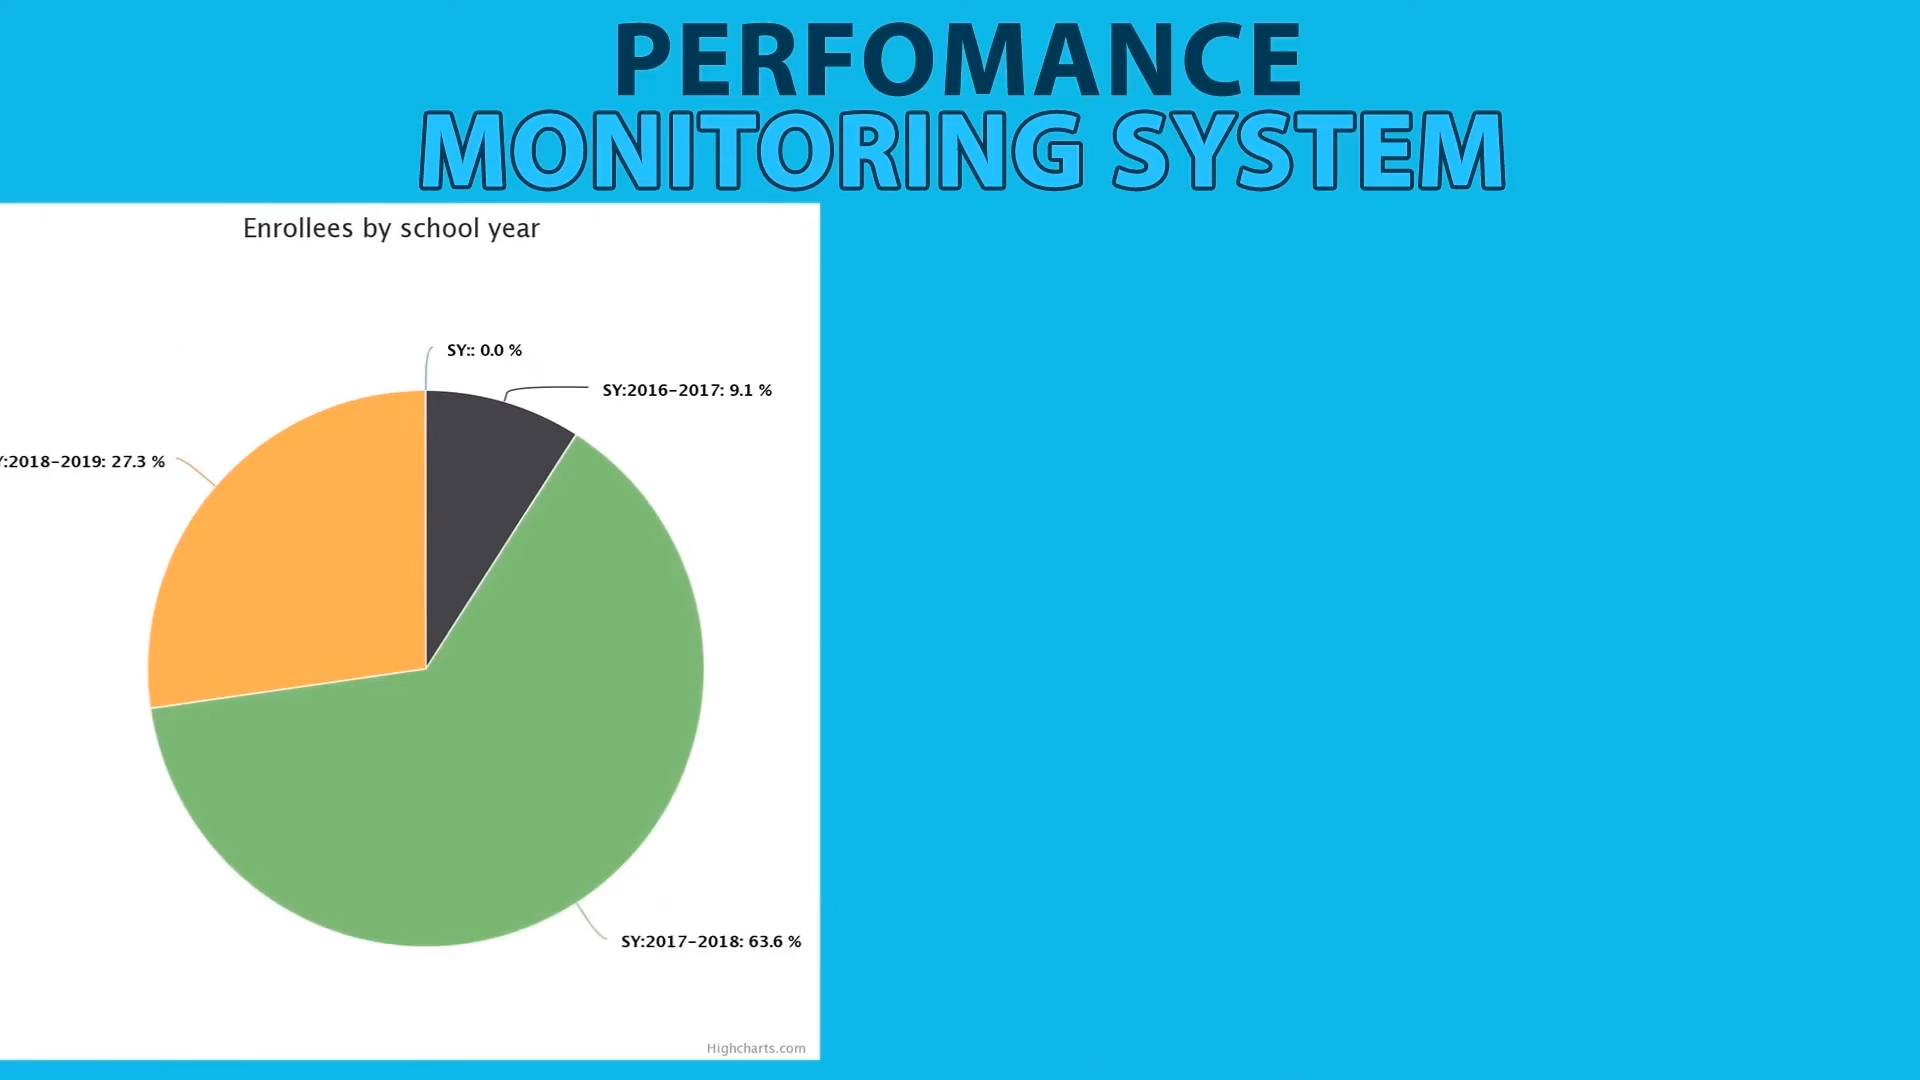 PERFOMANCE
MONITORING SYSTEM
Enrollees by school year
SY:: 0.0 %
SY:2016-2017: 9.1 %
Y:2018-2019: 27.3 %
SY:2017-2018: 63.6 %
Highcharts.com